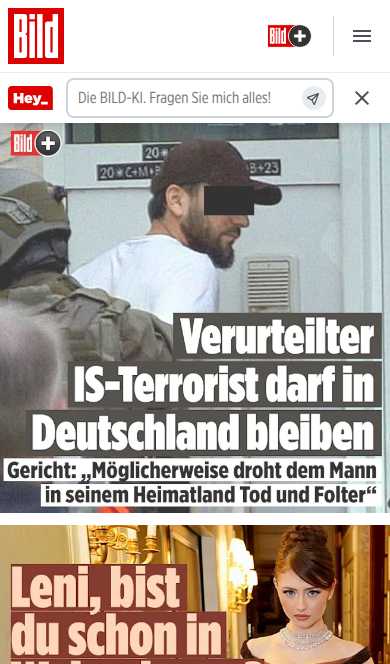 Bild
Bild+
Hey_
Die BILD-KI. Fragen Sie mich alles!
Bild+
20*C+M+B+23
Verurteilter
IS-Terrorist darf in
Deutschland bleiben
Gericht: „Möglicherweise droht dem Mann
in seinem Heimatland Tod und Folter“
Leni, bist
du schon in